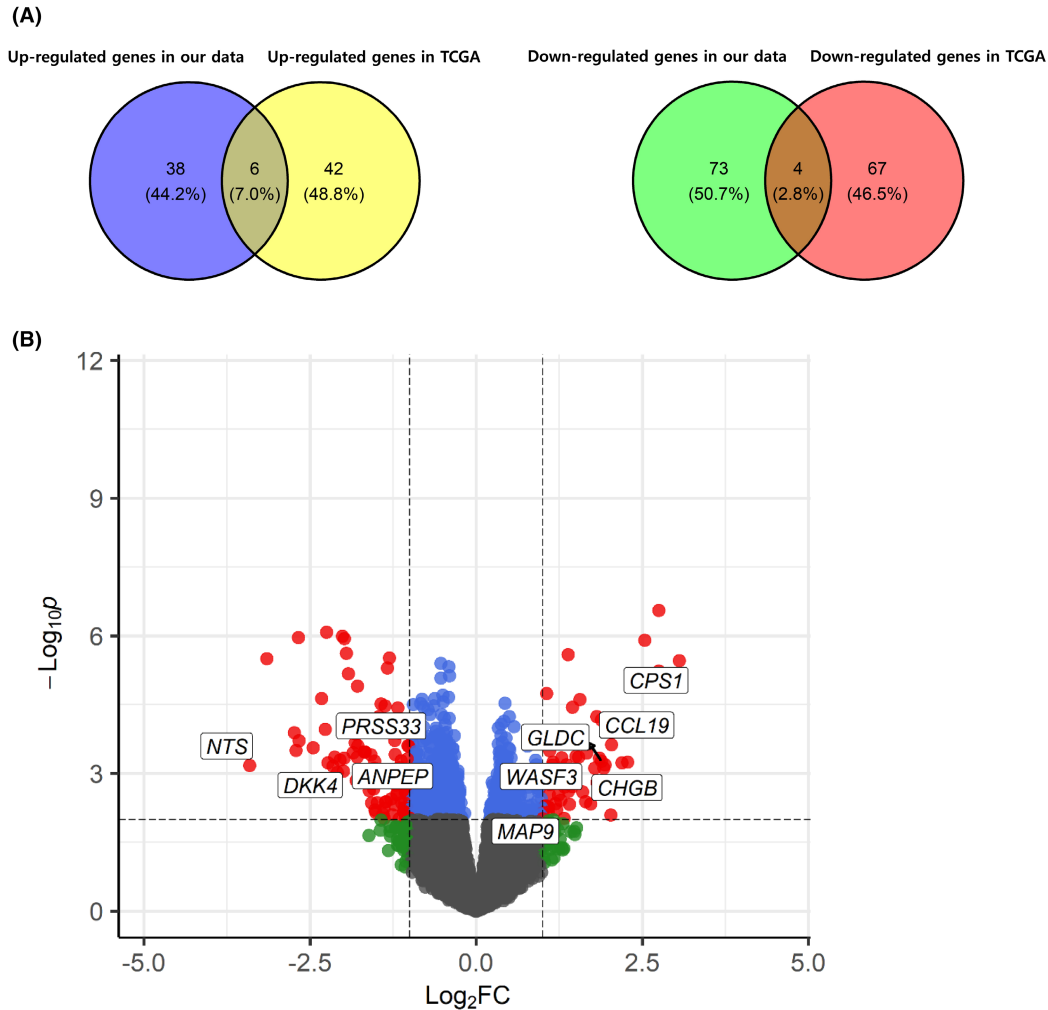 (A)
Up-regulated genes in our data Up-regulated genes in TCGA Down-regulated genes in our data Down-regulated genes in TCGA
38 6 42 73 4 67
(44.2%) (7.0%) (48.8%) (50.7%) (2.8%) (46.5%)
(B)
12
9
6
3
0
−Log₁₀p
CPS1
PRSS33
CCL19
NTS
GLDC
ANPEP
WASF3
DKK4
CHGB
MAP9
-5.0 -2.5 0.0 2.5 5.0
Log₂FC